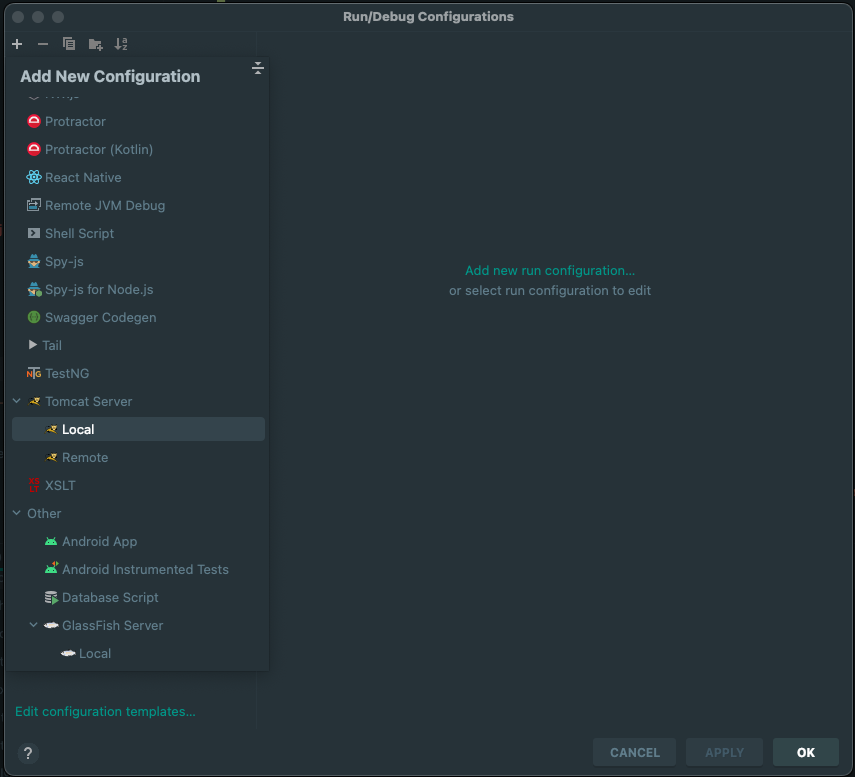 Run/Debug Configurations
Add New Configuration
Protractor
Protractor (Kotlin)
React Native
Remote JVM Debug
Shell Script
Spy-js
Spy-js for Node.js
Swagger Codegen
Tail
TestNG
Tomcat Server
Local
Remote
XSLT
Other
Android App
Android Instrumented Tests
Database Script
GlassFish Server
Local
Add new run configuration...
or select run configuration to edit
Edit configuration templates...
?
CANCEL
APPLY
OK